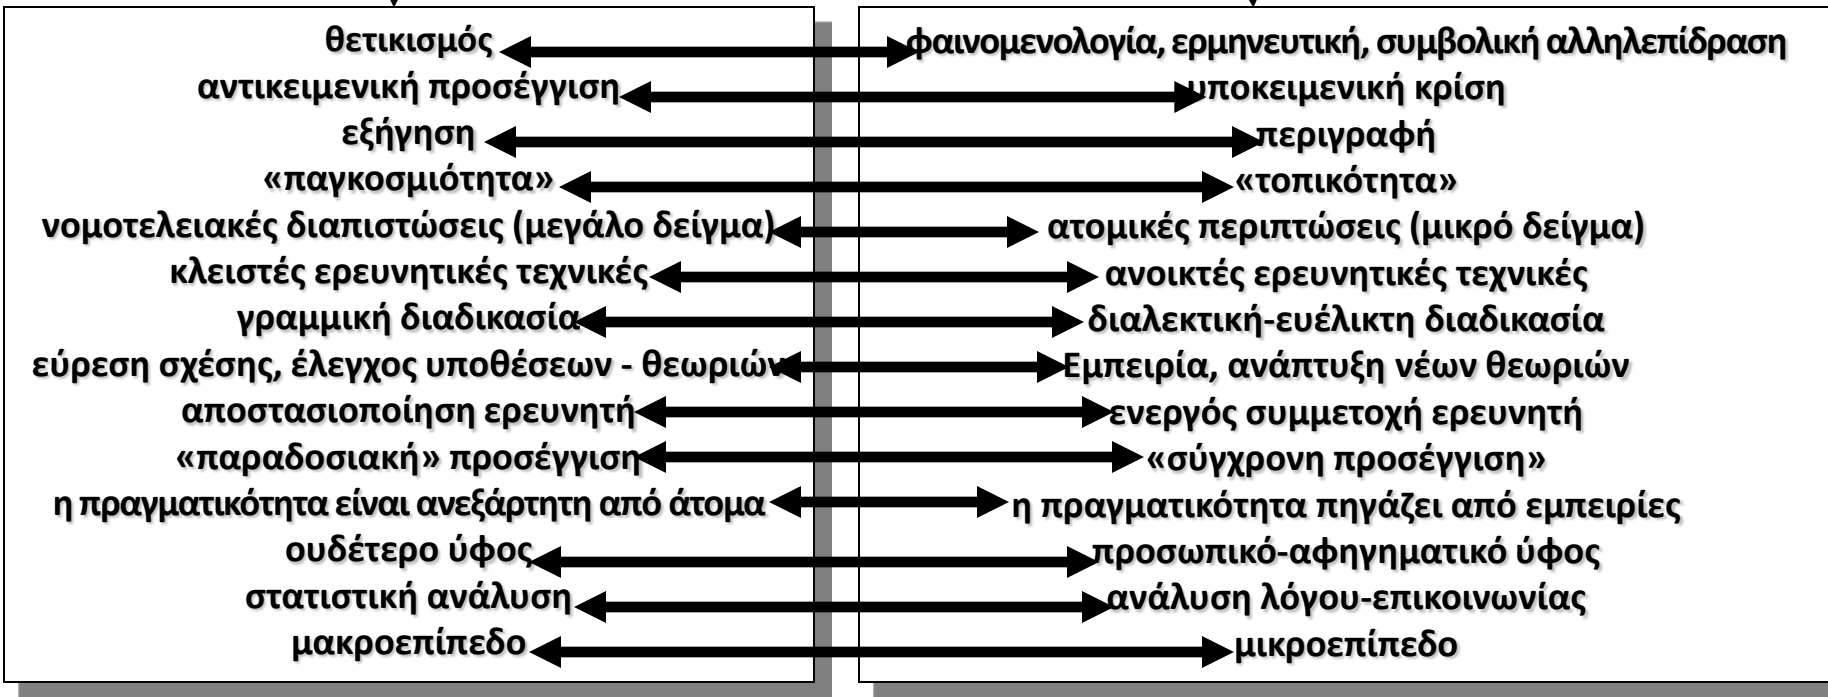 θετικισμός
αντικειμενική προσέγγιση
εξήγηση
«παγκοσμιότητα»
νομοτελειακές διαπιστώσεις (μεγάλο δείγμα)
κλειστές ερευνητικές τεχνικές
γραμμική διαδικασία
εύρεση σχέσης, έλεγχος υποθέσεων - θεωριών
αποστασιοποίηση ερευνητή
«παραδοσιακή» προσέγγιση
η πραγματικότητα είναι ανεξάρτητη από άτομα
ουδέτερο ύφος
στατιστική ανάλυση
μακροεπίπεδο
φαινομενολογία, ερμηνευτική, συμβολική αλληλεπίδραση
υποκειμενική κρίση
περιγραφή
«τοπικότητα»
ατομικές περιπτώσεις (μικρό δείγμα)
ανοικτές ερευνητικές τεχνικές
διαλεκτική-ευέλικτη διαδικασία
Εμπειρία, ανάπτυξη νέων θεωριών
ενεργός συμμετοχή ερευνητή
«σύγχρονη προσέγγιση»
η πραγματικότητα πηγάζει από εμπειρίες
προσωπικό-αφηγηματικό ύφος
ανάλυση λόγου-επικοινωνίας
μικροεπίπεδο